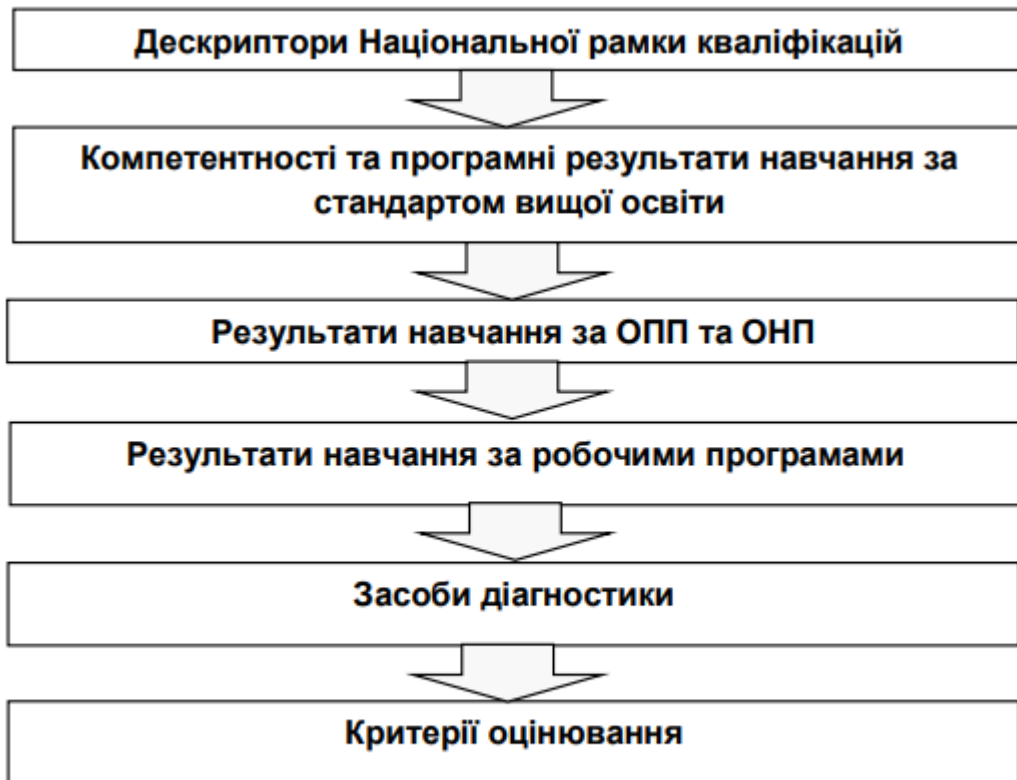 Дескриптори Національної рамки кваліфікацій
Компетентності та програмні результати навчання за
стандартом вищої освіти
Результати навчання за ОПП та ОНП
Результати навчання за робочими програмами
Засоби діагностики
Критерії оцінювання